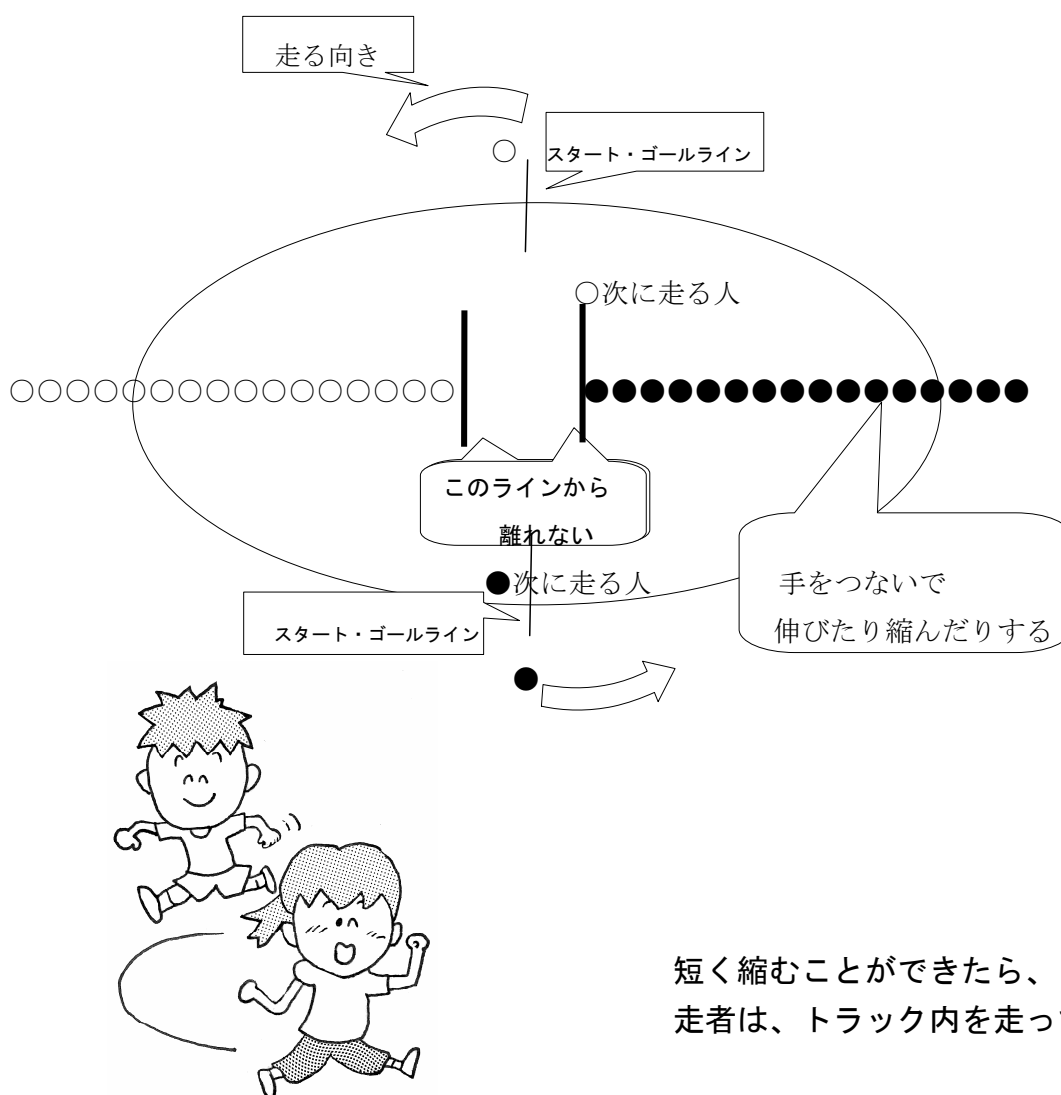 走る向き
スタート・ゴールライン
○次に走る人
このラインから
離れない
●次に走る人
スタート・ゴールライン
手をつないで
伸びたり縮んだりする
短く縮むことができたら、
走者は、トラック内を走っ